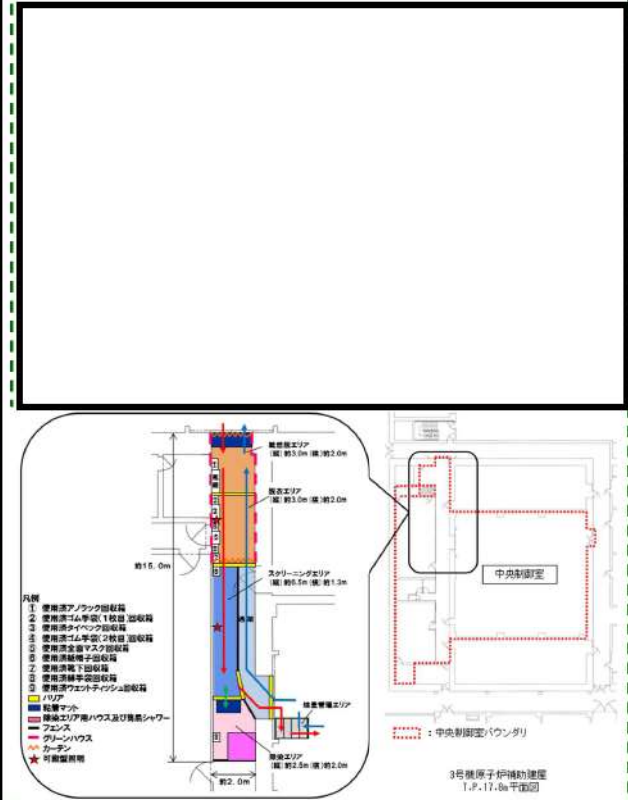 靴着脱エリア
(縦)約3.0m (横)約2.0m
脱衣エリア
(縦)約3.0m (横)約2.0m
約15.0m
スクリーニングエリア
(縦)約6.5m (横)約1.3m
中央制御室
凡例
① 使用済アノラック回収箱
② 使用済ゴム手袋(1枚目)回収箱
③ 使用済タイベック回収箱
④ 使用済ゴム手袋(2枚目)回収箱
⑤ 使用済全面マスク回収箱
⑥ 使用済紙帽子回収箱
⑦ 使用済靴下回収箱
⑧ 使用済綿手袋回収箱
⑨ 使用済ウェットティッシュ回収箱
バリア
粘着マット
除染エリア用ハウス及び簡易シャワー
フェンス
グリーンハウス
カーテン
可搬型照明
線量管理エリア
除染エリア
(縦)約2.5m (横)約2.0m
約2.0m
:中央制御室バウンダリ
3号機原子炉補助建屋
T.P.17.8m平面図